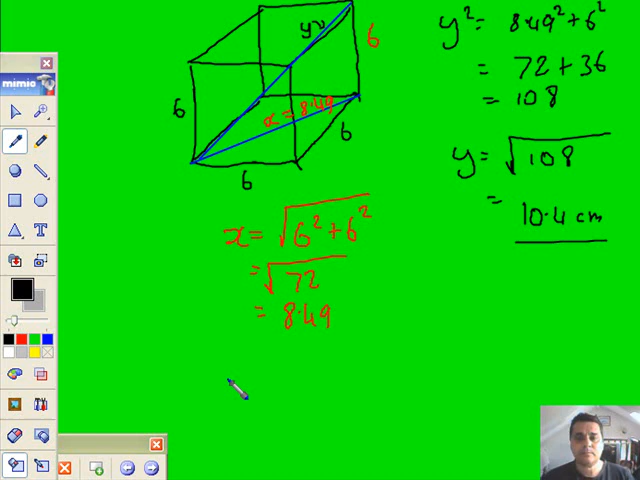 mimio
y?
6
x = 8.49
6
6
6
y² = 8.49² + 6²
= 72 + 36
= 108
y = √108
= 10.4 cm
x = √6² + 6²
= √72
= 8.49